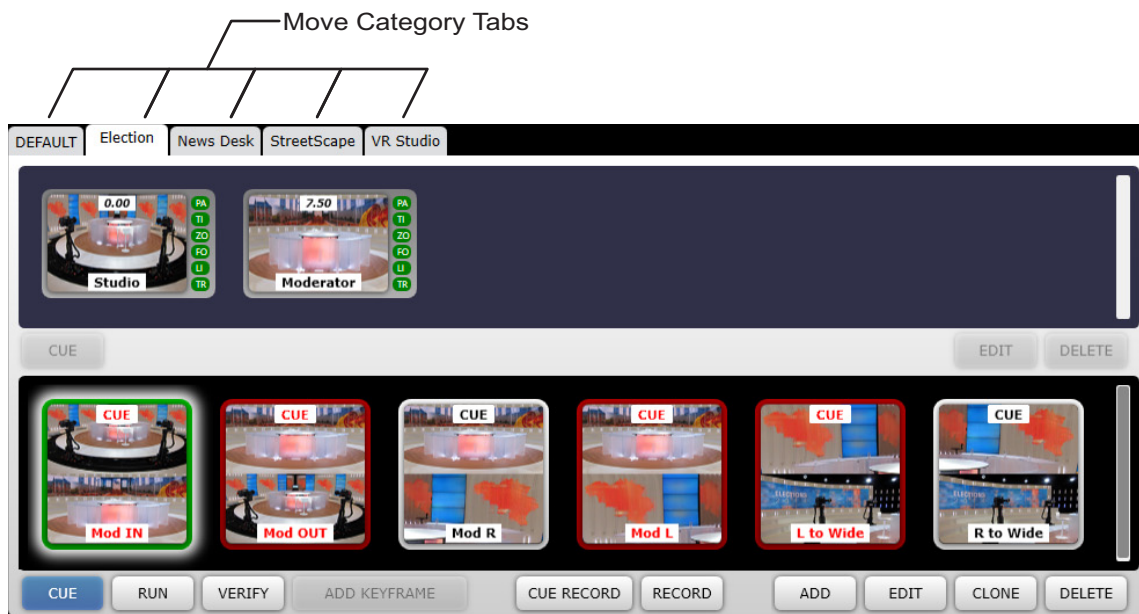 Move Category Tabs
DEFAULT Election News Desk StreetScape VR Studio
0.00 PA TI ZO FO LI TR Studio
7.50 PA TI ZO FO LI TR Moderator
CUE EDIT DELETE
CUE CUE CUE CUE CUE CUE
Mod IN Mod OUT Mod R Mod L L to Wide R to Wide
CUE RUN VERIFY ADD KEYFRAME CUE RECORD RECORD ADD EDIT CLONE DELETE